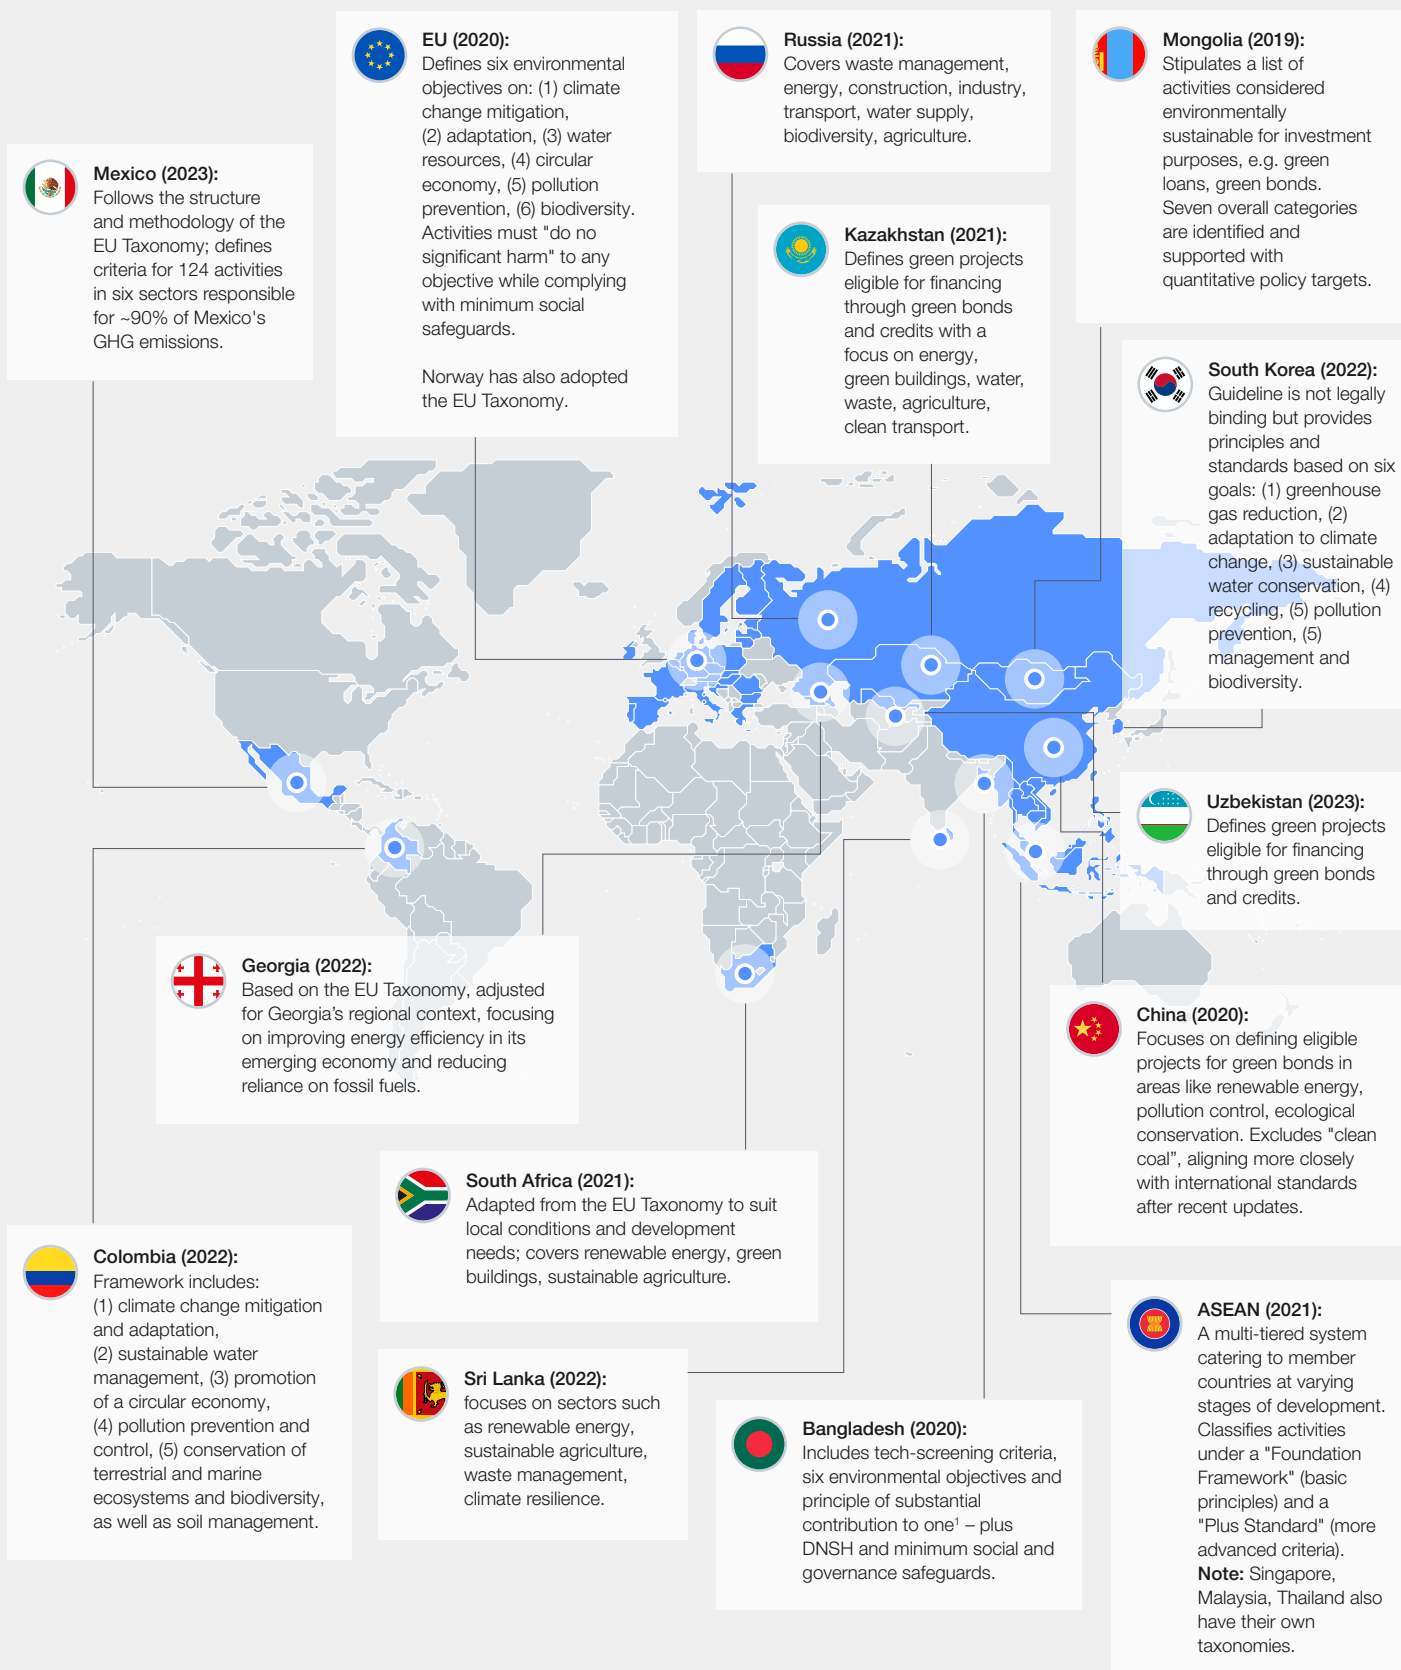 EU (2020):
Defines six environmental
objectives on: (1) climate
change mitigation,
(2) adaptation, (3) water
resources, (4) circular
economy, (5) pollution
prevention, (6) biodiversity.
Activities must "do no
significant harm" to any
objective while complying
with minimum social
safeguards.
Norway has also adopted
the EU Taxonomy.
Russia (2021):
Covers waste management,
energy, construction, industry,
transport, water supply,
biodiversity, agriculture.
Mongolia (2019):
Stipulates a list of
activities considered
environmentally
sustainable for investment
purposes, e.g. green
loans, green bonds.
Seven overall categories
are identified and
supported with
quantitative policy targets.
Mexico (2023):
Follows the structure
and methodology of the
EU Taxonomy; defines
criteria for 124 activities
in six sectors responsible
for ~90% of Mexico's
GHG emissions.
Kazakhstan (2021):
Defines green projects
eligible for financing
through green bonds
and credits with a
focus on energy,
green buildings, water,
waste, agriculture,
clean transport.
South Korea (2022):
Guideline is not legally
binding but provides
principles and
standards based on six
goals: (1) greenhouse
gas reduction, (2)
adaptation to climate
change, (3) sustainable
water conservation, (4)
recycling, (5) pollution
prevention, (5)
management and
biodiversity.
Uzbekistan (2023):
Defines green projects
eligible for financing
through green bonds
and credits.
Georgia (2022):
Based on the EU Taxonomy, adjusted
for Georgia’s regional context, focusing
on improving energy efficiency in its
emerging economy and reducing
reliance on fossil fuels.
China (2020):
Focuses on defining eligible
projects for green bonds in
areas like renewable energy,
pollution control, ecological
conservation. Excludes "clean
coal”, aligning more closely
with international standards
after recent updates.
South Africa (2021):
Adapted from the EU Taxonomy to suit
local conditions and development
needs; covers renewable energy, green
buildings, sustainable agriculture.
Colombia (2022):
Framework includes:
(1) climate change mitigation
and adaptation,
(2) sustainable water
management, (3) promotion
of a circular economy,
(4) pollution prevention and
control, (5) conservation of
terrestrial and marine
ecosystems and biodiversity,
as well as soil management.
Sri Lanka (2022):
focuses on sectors such
as renewable energy,
sustainable agriculture,
waste management,
climate resilience.
Bangladesh (2020):
Includes tech-screening criteria,
six environmental objectives and
principle of substantial
contribution to one¹ – plus
DNSH and minimum social and
governance safeguards.
ASEAN (2021):
A multi-tiered system
catering to member
countries at varying
stages of development.
Classifies activities
under a "Foundation
Framework" (basic
principles) and a
"Plus Standard" (more
advanced criteria).
Note: Singapore,
Malaysia, Thailand also
have their own
taxonomies.